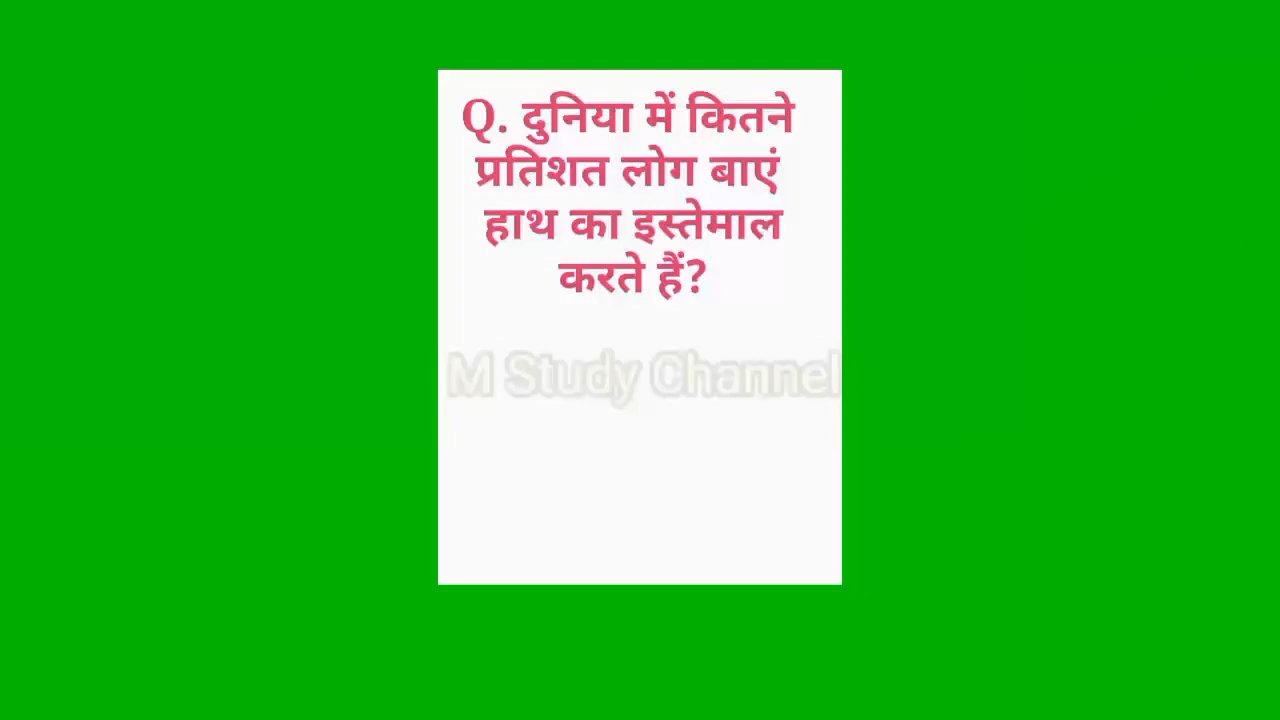 Q. दुनिया में कितने
प्रतिशत लोग बाएं
हाथ का इस्तेमाल
करते हैं?
M Study Channel